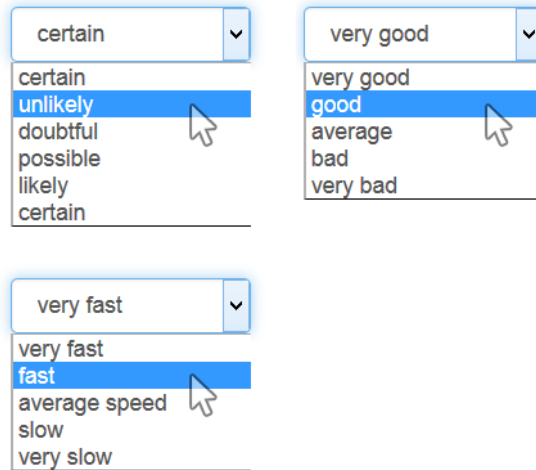 certain
certain
unlikely
doubtful
possible
likely
certain
very good
very good
good
average
bad
very bad
very fast
very fast
fast
average speed
slow
very slow